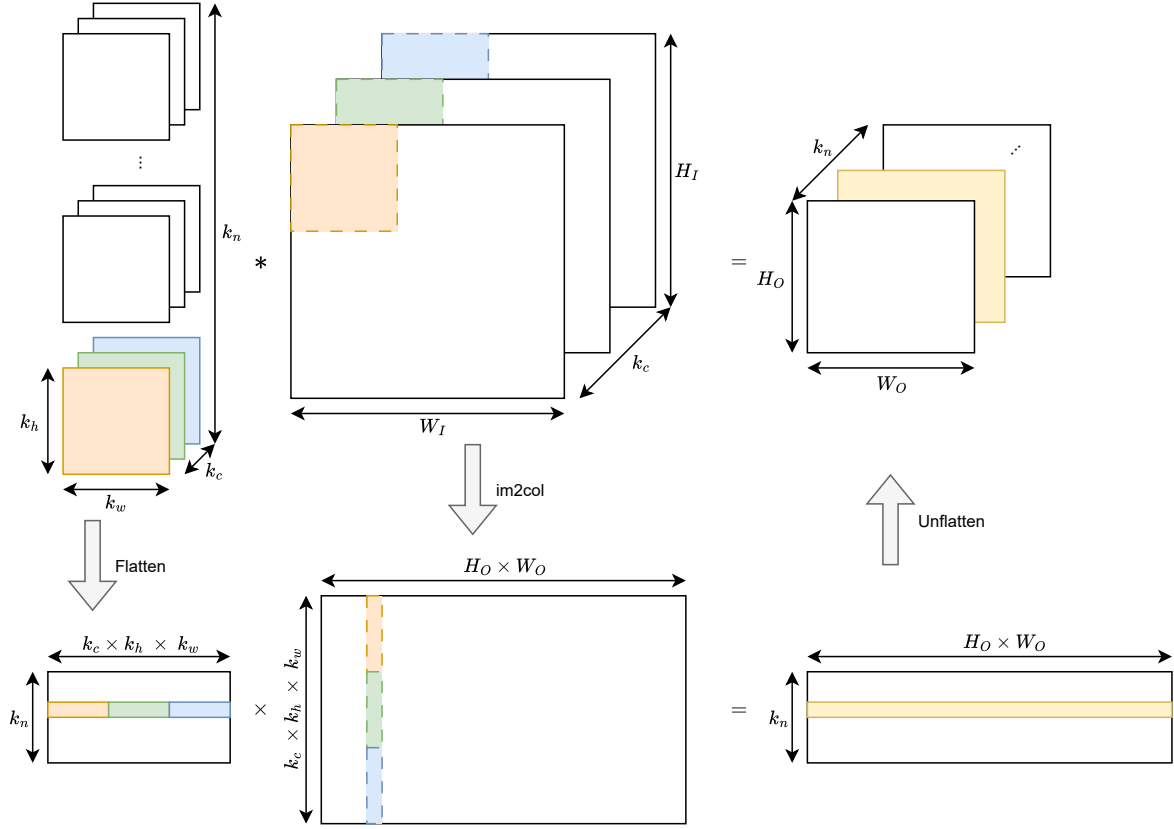 ⋮
k_n
*
H_I
k_c
W_I
=
k_n
⋰
H_O
W_O
k_h
k_c
k_w
im2col
Unflatten
Flatten
H_O × W_O
k_c × k_h × k_w
k_n
×
k_c × k_h × k_w
=
H_O × W_O
k_n